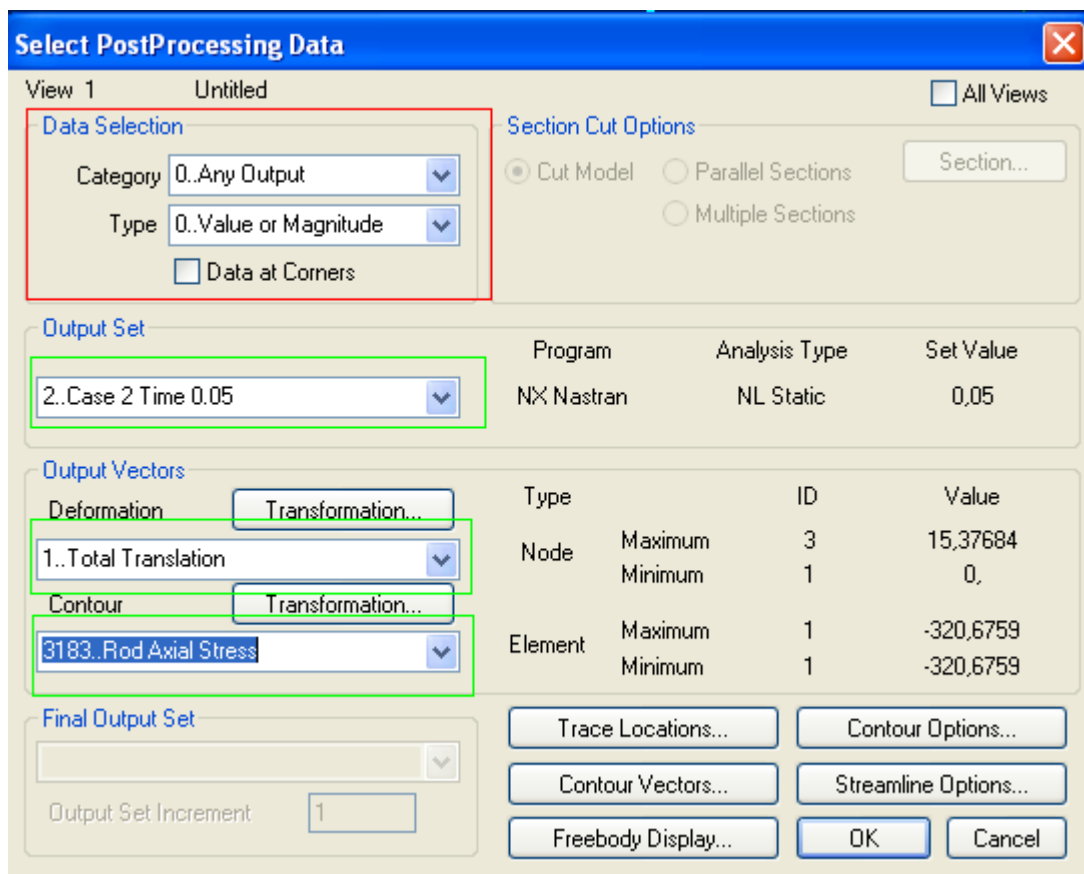 Select PostProcessing Data
View 1 Untitled All Views
Data Selection
Category 0..Any Output
Type 0..Value or Magnitude
Data at Corners
Section Cut Options
Cut Model Parallel Sections Section...
Multiple Sections
Output Set
2..Case 2 Time 0.05
Program Analysis Type Set Value
NX Nastran NL Static 0,05
Output Vectors
Deformation Transformation...
1..Total Translation
Contour Transformation...
3183..Rod Axial Stress
Type ID Value
Node Maximum 3 15,37684
Minimum 1 0,
Element Maximum 1 -320,6759
Minimum 1 -320,6759
Final Output Set
Output Set Increment 1
Trace Locations... Contour Options...
Contour Vectors... Streamline Options...
Freebody Display... OK Cancel